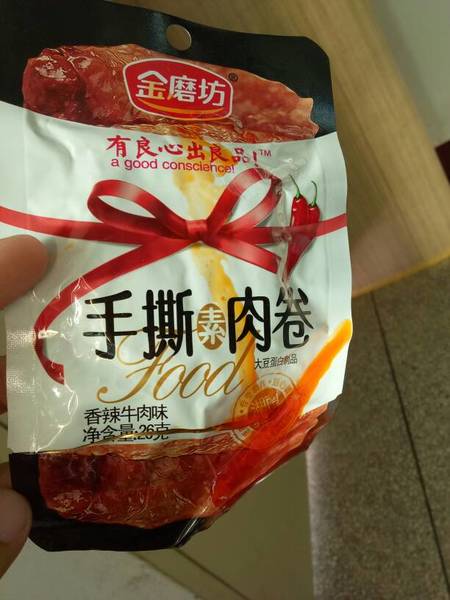 金磨坊®
有良心出良品!™
a good conscience!
手撕素肉卷
Food
大豆蛋白制品
香辣牛肉味
净含量:26克